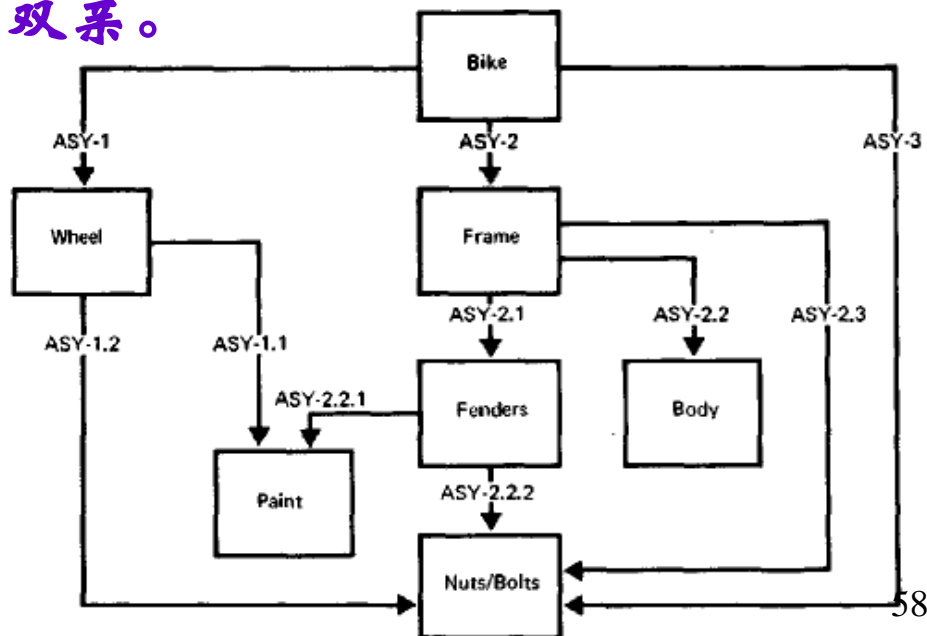 双亲。
Bike
ASY-1
ASY-2
ASY-3
Wheel
Frame
ASY-2.1
ASY-2.2
ASY-2.3
ASY-1.2
ASY-1.1
ASY-2.2.1
Fenders
Body
Paint
ASY-2.2.2
Nuts/Bolts
58